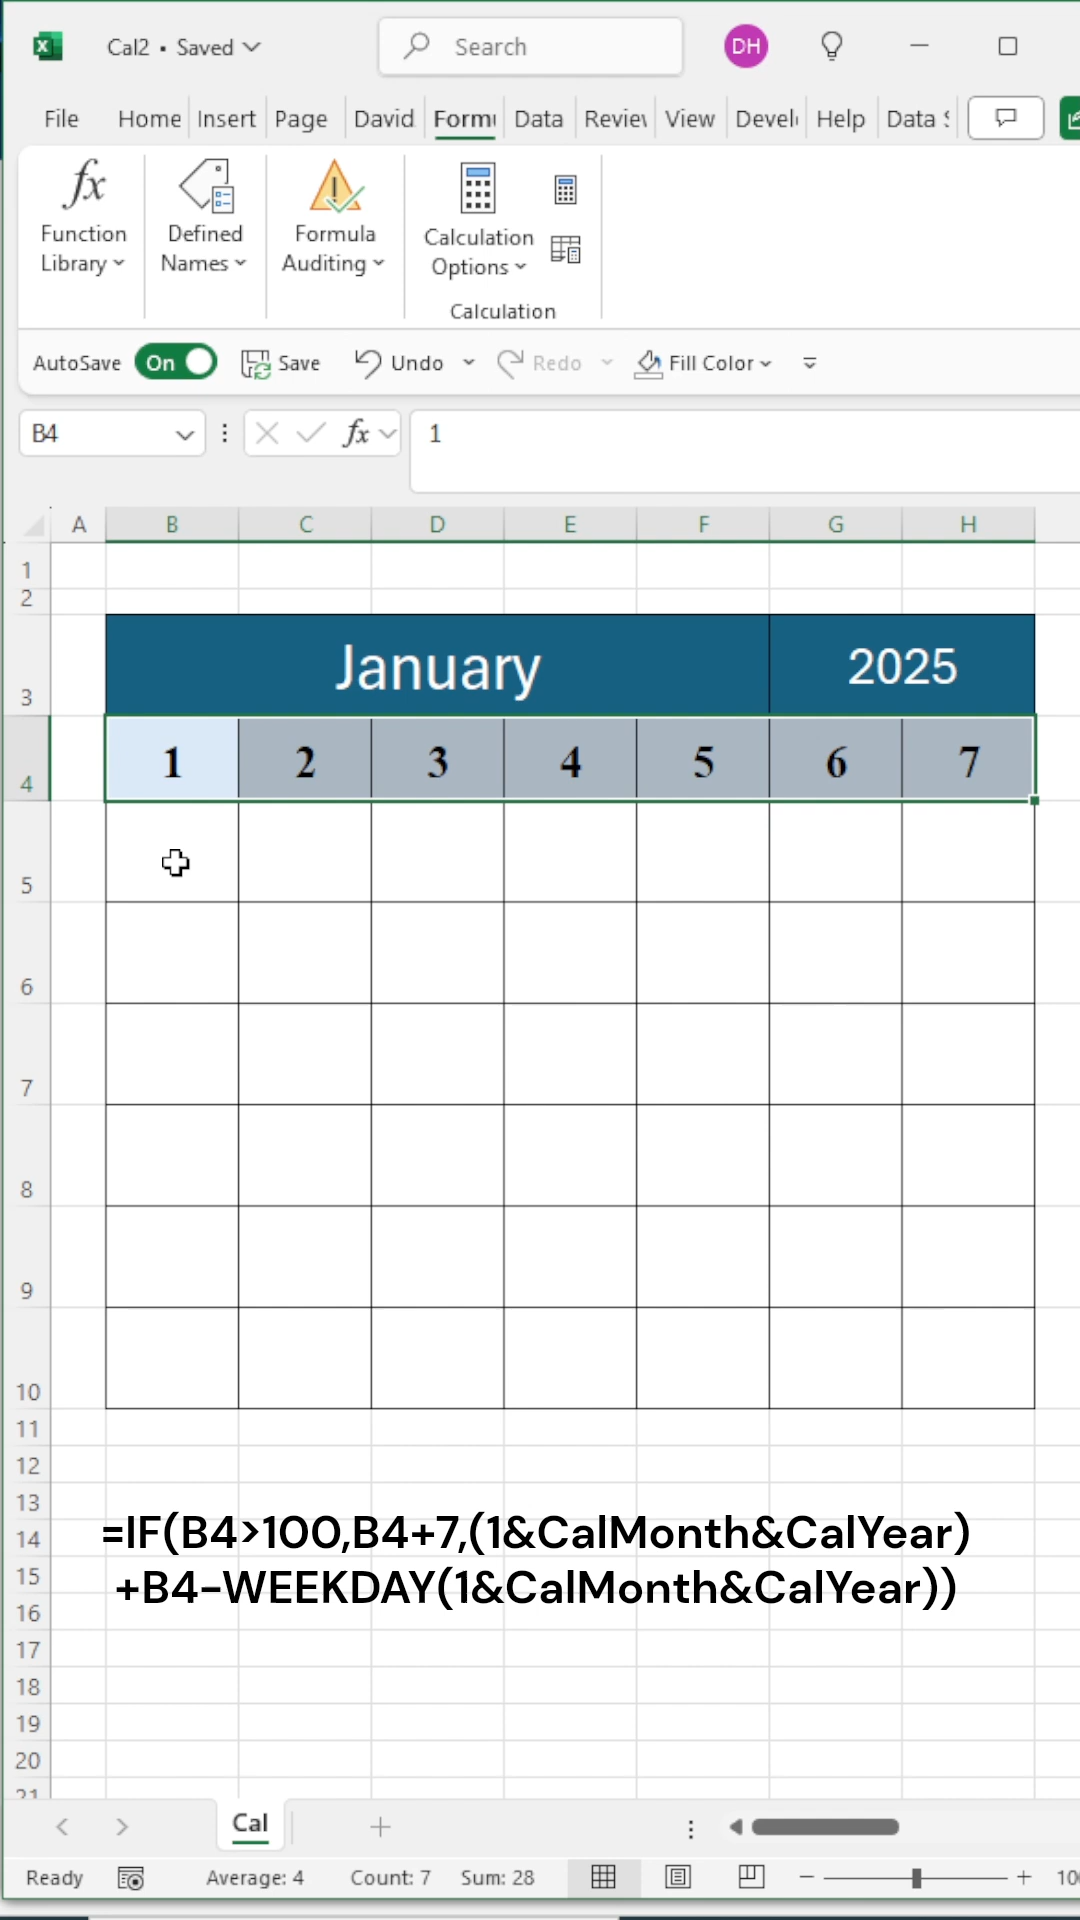 Cal2 • Saved
Search
DH
File Home Insert Page David Formu Data Review View Develo Help Data S
fx
Function Library
Defined Names
Formula Auditing
Calculation Options
Calculation
AutoSave On Save Undo Redo Fill Color
B4 fx 1
A B C D E F G H
1
2
3 January 2025
4 1 2 3 4 5 6 7
5
6
7
8
9
10
11
12
13
14
15
16
17
18
19
20
21
=IF(B4>100,B4+7,(1&CalMonth&CalYear)
+B4-WEEKDAY(1&CalMonth&CalYear))
Cal
Ready Average: 4 Count: 7 Sum: 28 100